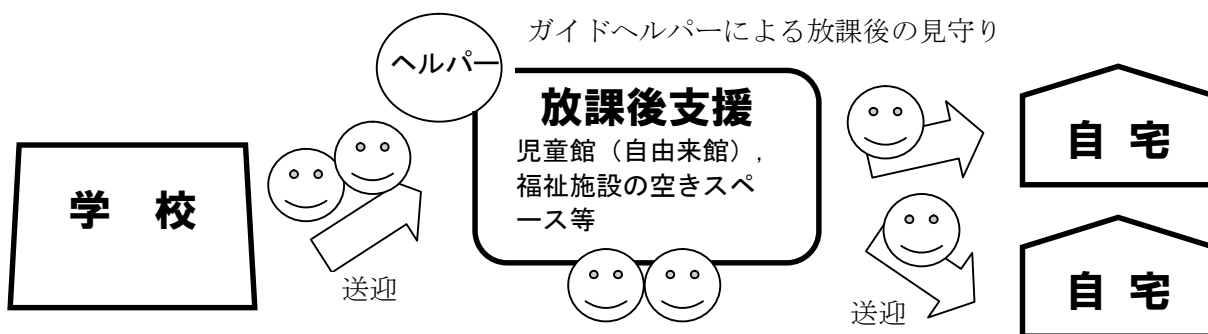 ガイドヘルパーによる放課後の見守り
ヘルパー
放課後支援
児童館（自由来館），
福祉施設の空きスペ
ース等
学 校
送迎
自 宅
送迎
自 宅